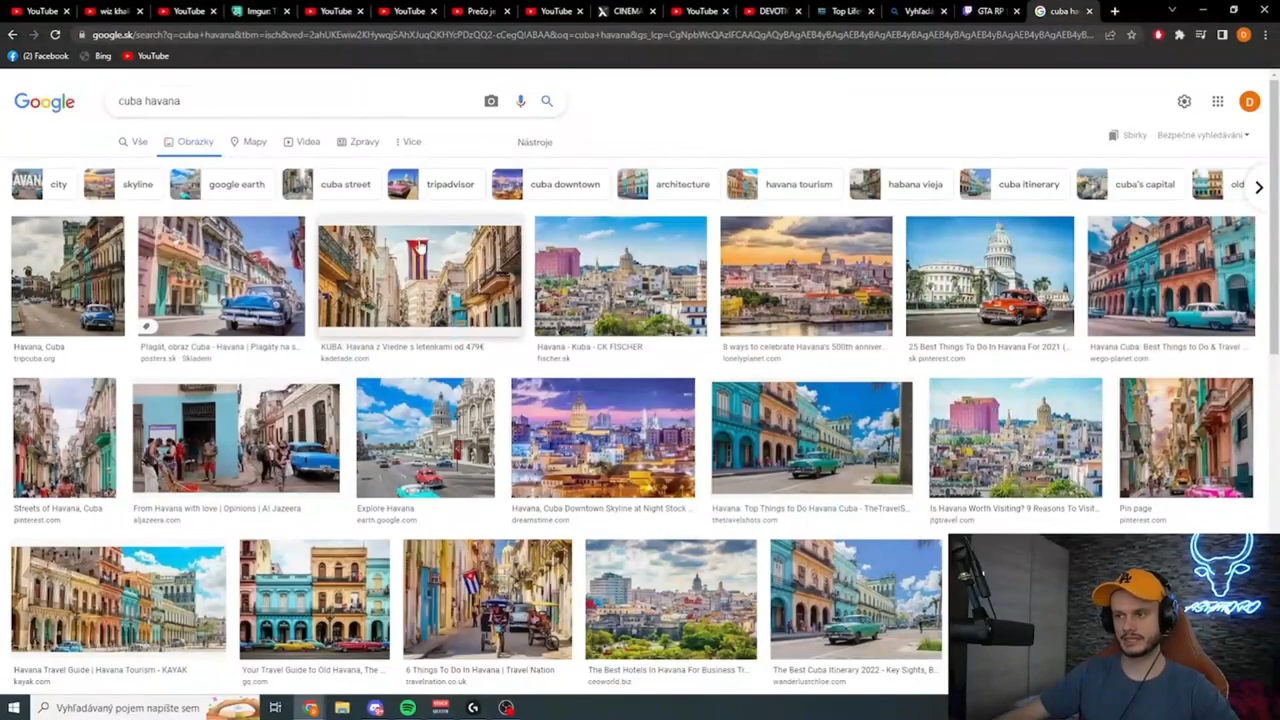 YouTube
wiz kha
YouTube
Imgur: T
YouTube
YouTube
Prečo je
YouTube
CINEMA
YouTube
DEVOTI
Top Life
Vyhľada
GTA RP
cuba ha
(2) Facebook
Bing
YouTube
Google
cuba havana
Vše
Obrázky
Mapy
Videa
Zprávy
Více
Nástroje
Sbírky
Bezpečné vyhledávání
D
city
skyline
google earth
cuba street
tripadvisor
cuba downtown
architecture
havana tourism
habana vieja
cuba itinerary
cuba's capital
old
Havana, Cuba
tripcuba.org
Plagát, obraz Cuba - Havana | Plagáty na s...
posters.sk · Skladem
KUBA: Havana z Viedne s letenkami od 479€
kadetade.com
Havana - Kuba - CK FISCHER
fischer.sk
8 ways to celebrate Havana's 500th anniver...
lonelyplanet.com
25 Best Things To Do In Havana For 2021 (...
sk.pinterest.com
Havana Cuba: Best Things to Do & Travel ...
wego-planet.com
Streets of Havana, Cuba
pinterest.com
From Havana with love | Opinions | Al Jazeera
aljazeera.com
Explore Havana
earth.google.com
Havana, Cuba Downtown Skyline at Night Stock ...
dreamstime.com
Havana: Top Things to Do Havana Cuba - TheTravelS...
thetravelshots.com
Is Havana Worth Visiting? 9 Reasons To Visit...
jtgtravel.com
Pin page
pinterest.com
Havana Travel Guide | Havana Tourism - KAYAK
kayak.com
Your Travel Guide to Old Havana, The ...
gq.com
6 Things To Do In Havana | Travel Nation
travelnation.co.uk
The Best Hotels In Havana For Business Tr...
ceoworld.biz
The Best Cuba Itinerary 2022 - Key Sights, B...
wanderlustchloe.com
Vyhľadávaný pojem napíšte sem